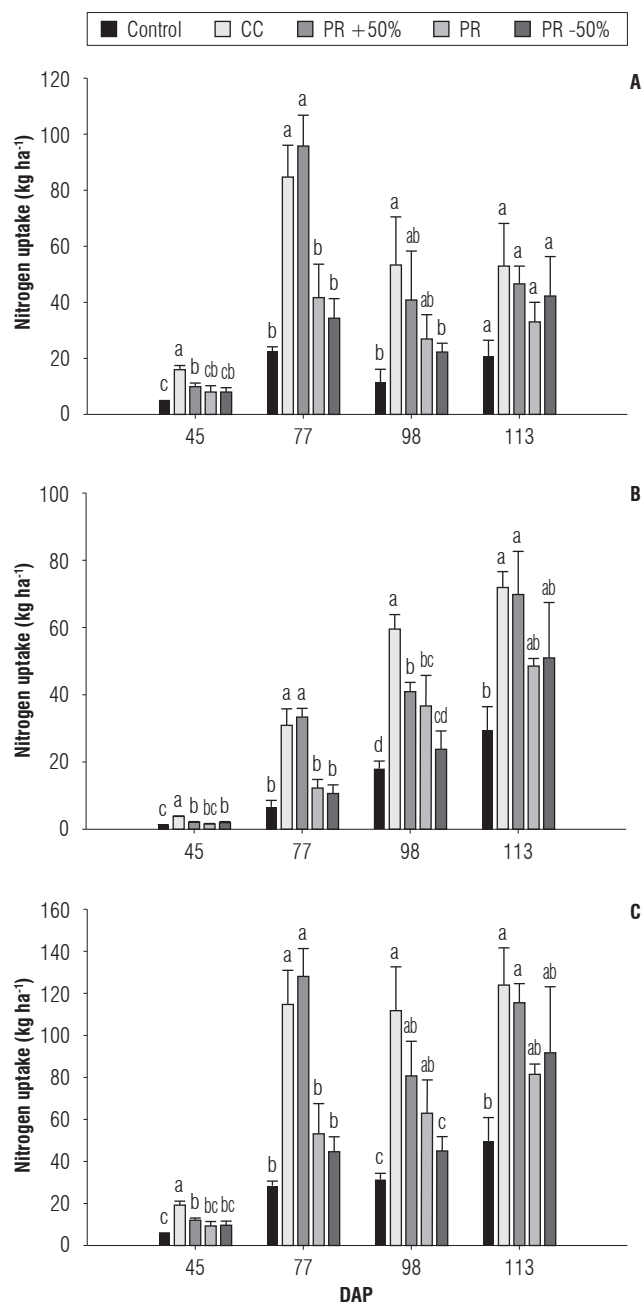 Control CC PR +50% PR PR -50%
A
120
100
80
60
40
20
0
Nitrogen uptake (kg ha⁻¹)
c a b cb cb
b a a b b
b a ab ab b
a a a a a
45 77 98 113
B
100
80
60
40
20
0
Nitrogen uptake (kg ha⁻¹)
c a b bc b
b a a b b
d a b bc cd
b a a ab ab
45 77 98 113
C
160
140
120
100
80
60
40
20
0
Nitrogen uptake (kg ha⁻¹)
c a b bc bc
b a a b b
c a ab ab c
b a a ab ab
45 77 98 113
DAP